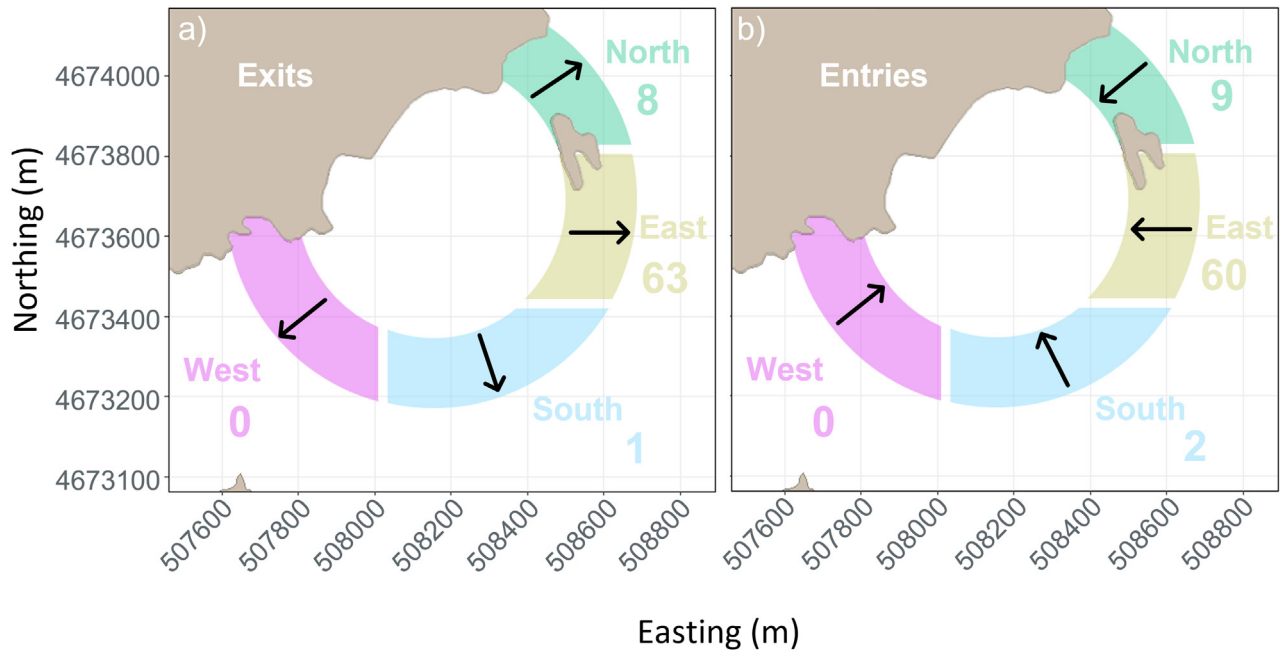 a)
Exits
North
8
East
63
West
0
South
1
b)
Entries
North
9
East
60
West
0
South
2
Northing (m)
4674000
4673800
4673600
4673400
4673200
4673100
507600
507800
508000
508200
508400
508600
508800
507600
507800
508000
508200
508400
508600
508800
Easting (m)